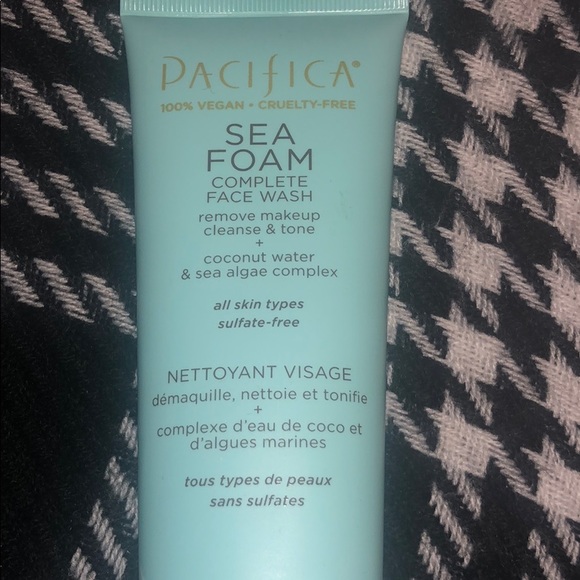 PACIFICA®
100% VEGAN • CRUELTY-FREE
SEA
FOAM
COMPLETE
FACE WASH
remove makeup
cleanse & tone
+
coconut water
& sea algae complex
all skin types
sulfate-free
NETTOYANT VISAGE
démaquille, nettoie et tonifie
+
complexe d'eau de coco et
d'algues marines
tous types de peaux
sans sulfates